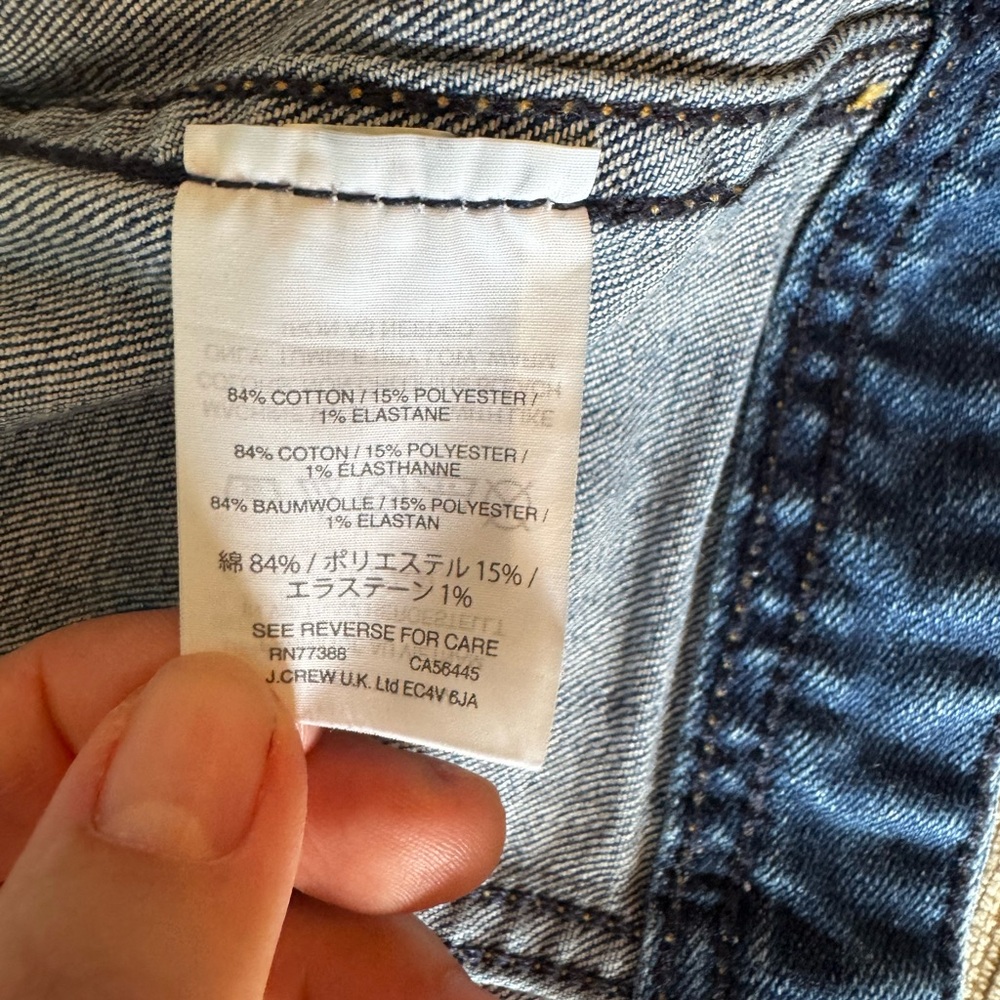 84% COTTON / 15% POLYESTER /
1% ELASTANE
84% COTON / 15% POLYESTER /
1% ÉLASTHANNE
84% BAUMWOLLE / 15% POLYESTER /
1% ELASTAN
綿 84% / ポリエステル 15% /
エラステーン 1%
SEE REVERSE FOR CARE
RN77388 CA56445
J.CREW U.K. Ltd EC4V 6JA